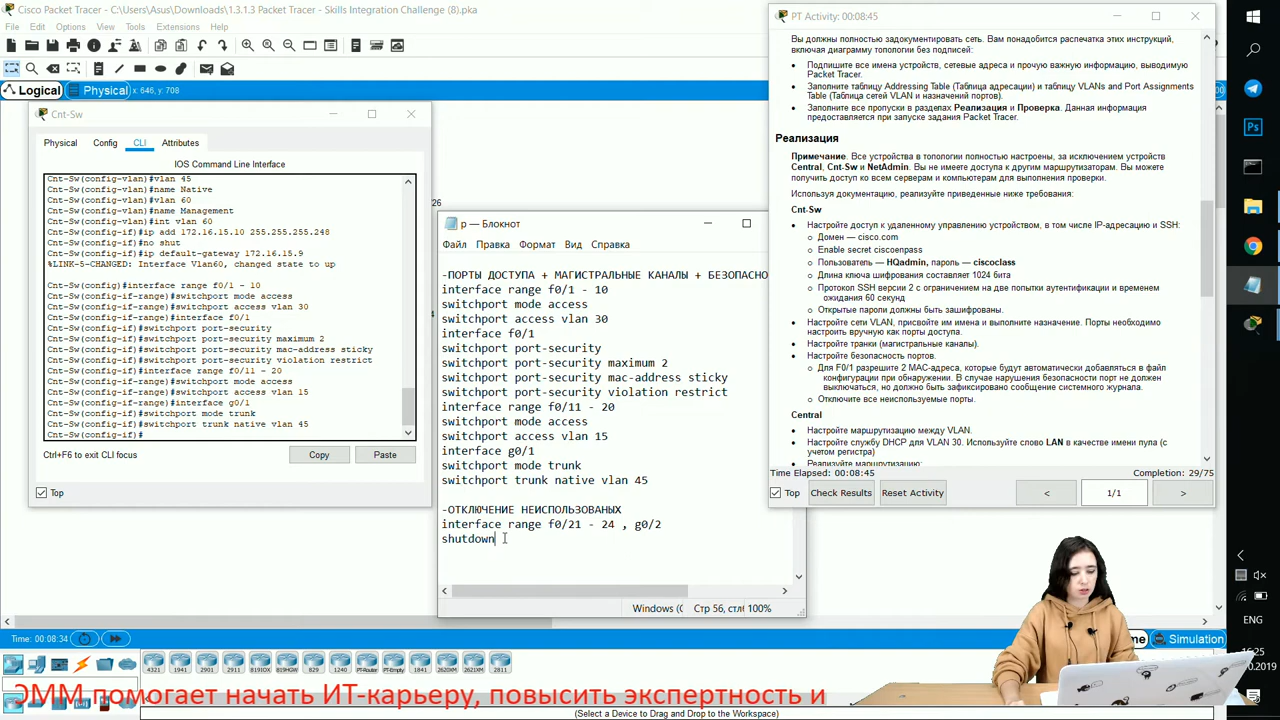 Cisco Packet Tracer - C:\Users\Asus\Downloads\1.3.1.3 Packet Tracer - Skills Integration Challenge (8).pka
File Edit Options View Tools Extensions Help
Logical Physical x: 646, y: 708
Cnt-Sw
Physical Config CLI Attributes
IOS Command Line Interface
Cnt-Sw(config-vlan)#vlan 45
Cnt-Sw(config-vlan)#name Native
Cnt-Sw(config-vlan)#vlan 60
Cnt-Sw(config-vlan)#name Management
Cnt-Sw(config-vlan)#int vlan 60
Cnt-Sw(config-if)#ip add 172.16.15.10 255.255.255.248
Cnt-Sw(config-if)#no shut
Cnt-Sw(config-if)#ip default-gateway 172.16.15.9
%LINK-5-CHANGED: Interface Vlan60, changed state to up
Cnt-Sw(config)#interface range f0/1 - 10
Cnt-Sw(config-if-range)#switchport mode access
Cnt-Sw(config-if-range)#switchport access vlan 30
Cnt-Sw(config-if-range)#interface f0/1
Cnt-Sw(config-if)#switchport port-security
Cnt-Sw(config-if)#switchport port-security maximum 2
Cnt-Sw(config-if)#switchport port-security mac-address sticky
Cnt-Sw(config-if)#switchport port-security violation restrict
Cnt-Sw(config-if)#interface range f0/11 - 20
Cnt-Sw(config-if-range)#switchport mode access
Cnt-Sw(config-if-range)#switchport access vlan 15
Cnt-Sw(config-if-range)#interface g0/1
Cnt-Sw(config-if)#switchport mode trunk
Cnt-Sw(config-if)#switchport trunk native vlan 45
Cnt-Sw(config-if)#
Ctrl+F6 to exit CLI focus Copy Paste
Top
26
p — Блокнот
Файл Правка Формат Вид Справка
-ПОРТЫ ДОСТУПА + МАГИСТРАЛЬНЫЕ КАНАЛЫ + БЕЗОПАСНО
interface range f0/1 - 10
switchport mode access
switchport access vlan 30
interface f0/1
switchport port-security
switchport port-security maximum 2
switchport port-security mac-address sticky
switchport port-security violation restrict
interface range f0/11 - 20
switchport mode access
switchport access vlan 15
interface g0/1
switchport mode trunk
switchport trunk native vlan 45
-ОТКЛЮЧЕНИЕ НЕИСПОЛЬЗОВАНЫХ
interface range f0/21 - 24 , g0/2
shutdown
Windows (C Стр 56, стл 100%
PT Activity: 00:08:45
Вы должны полностью задокументировать сеть. Вам понадобится распечатка этих инструкций,
включая диаграмму топологии без подписей:
Подпишите все имена устройств, сетевые адреса и прочую важную информацию, выводимую
Packet Tracer.
Заполните таблицу Addressing Table (Таблица адресации) и таблицу VLANs and Port Assignments
Table (Таблица сетей VLAN и назначений портов).
Заполните все пропуски в разделах Реализация и Проверка. Данная информация
предоставляется при запуске задания Packet Tracer.
Реализация
Примечание. Все устройства в топологии полностью настроены, за исключением устройств
Central, Cnt-Sw и NetAdmin. Вы не имеете доступа к другим маршрутизаторам. Вы можете
получить доступ ко всем серверам и компьютерам для выполнения проверки.
Используя документацию, реализуйте приведенные ниже требования:
Cnt-Sw
Настройте доступ к удаленному управлению устройством, в том числе IP-адресацию и SSH:
Домен — cisco.com
Enable secret ciscoenpass
Пользователь — HQadmin, пароль — ciscoclass
Длина ключа шифрования составляет 1024 бита
Протокол SSH версии 2 с ограничением на две попытки аутентификации и временем
ожидания 60 секунд
Открытые пароли должны быть зашифрованы.
Настройте сети VLAN, присвойте им имена и выполните назначение. Порты необходимо
настроить вручную как порты доступа.
Настройте транки (магистральные каналы).
Настройте безопасность портов.
Для F0/1 разрешите 2 MAC-адреса, которые будут автоматически добавляться в файл
конфигурации при обнаружении. В случае нарушения безопасности порт не должен
выключаться, но должно быть зафиксировано сообщение системного журнала.
Отключите все неиспользуемые порты.
Central
Настройте маршрутизацию между VLAN.
Настройте службу DHCP для VLAN 30. Используйте слово LAN в качестве имени пула (с
учетом регистра)
Реализуйте маршрутизацию:
Time Elapsed: 00:08:45 Completion: 29/75
Top Check Results Reset Activity < 1/1 >
Time: 00:08:34
Simulation
4321 1941 2901 2911 819IOX 819HGW 829 1240 PT-Router PT-Empty 1841 2620XM 2621XM 2811
ЭММ помогает начать ИТ-карьеру, повысить экспертность и
(Select a Device to Drag and Drop to the Workspace)
ENG
16:25